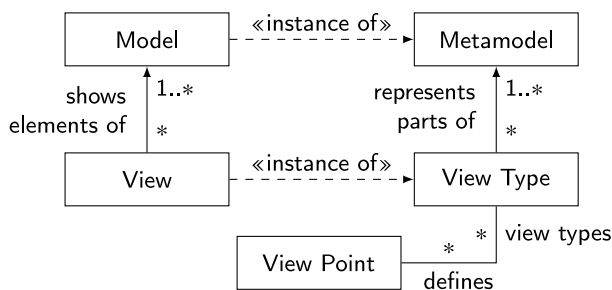 Model
«instance of»
Metamodel
shows
elements of
1..*
*
represents
parts of
1..*
*
View
«instance of»
View Type
* view types
View Point
*
defines